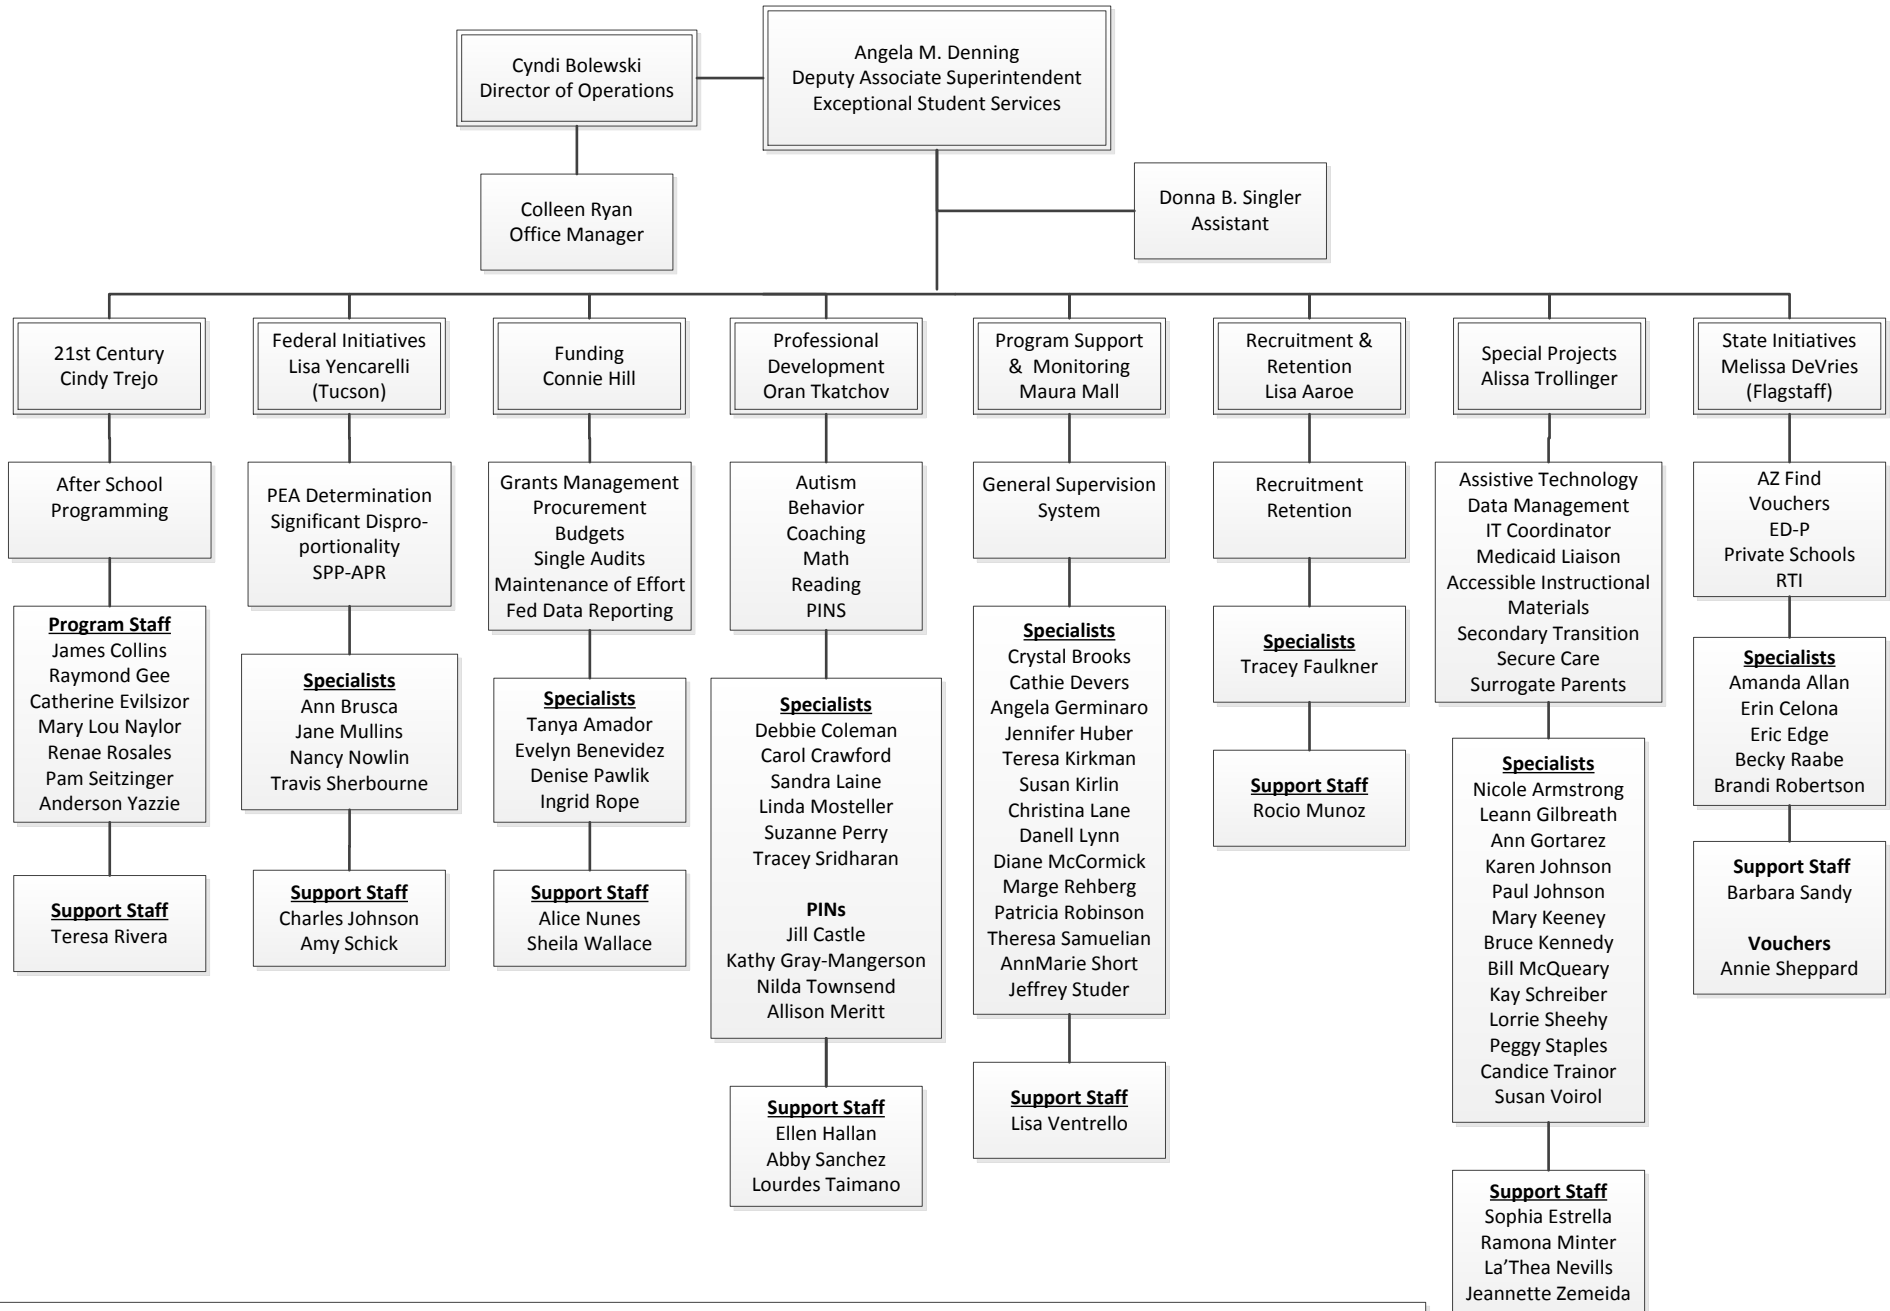 Cyndi Bolewski
Director of Operations
Angela M. Denning
Deputy Associate Superintendent
Exceptional Student Services
Colleen Ryan
Office Manager
Donna B. Singler
Assistant
21st Century
Cindy Trejo
After School
Programming
Program Staff
James Collins
Raymond Gee
Catherine Evilsizor
Mary Lou Naylor
Renae Rosales
Pam Seitzinger
Anderson Yazzie
Support Staff
Teresa Rivera
Federal Initiatives
Lisa Yencarelli
(Tucson)
PEA Determination
Significant Dispro-
portionality
SPP-APR
Specialists
Ann Brusca
Jane Mullins
Nancy Nowlin
Travis Sherbourne
Support Staff
Charles Johnson
Amy Schick
Funding
Connie Hill
Grants Management
Procurement
Budgets
Single Audits
Maintenance of Effort
Fed Data Reporting
Specialists
Tanya Amador
Evelyn Benevidez
Denise Pawlik
Ingrid Rope
Support Staff
Alice Nunes
Sheila Wallace
Professional
Development
Oran Tkatchov
Autism
Behavior
Coaching
Math
Reading
PINS
Specialists
Debbie Coleman
Carol Crawford
Sandra Laine
Linda Mosteller
Suzanne Perry
Tracey Sridharan
PINs
Jill Castle
Kathy Gray-Mangerson
Nilda Townsend
Allison Meritt
Support Staff
Ellen Hallan
Abby Sanchez
Lourdes Taimano
Program Support
& Monitoring
Maura Mall
General Supervision
System
Specialists
Crystal Brooks
Cathie Devers
Angela Germinaro
Jennifer Huber
Teresa Kirkman
Susan Kirlin
Christina Lane
Danell Lynn
Diane McCormick
Marge Rehberg
Patricia Robinson
Theresa Samuelian
AnnMarie Short
Jeffrey Studer
Support Staff
Lisa Ventrello
Recruitment &
Retention
Lisa Aaroe
Recruitment
Retention
Specialists
Tracey Faulkner
Support Staff
Rocio Munoz
Special Projects
Alissa Trollinger
Assistive Technology
Data Management
IT Coordinator
Medicaid Liaison
Accessible Instructional
Materials
Secondary Transition
Secure Care
Surrogate Parents
Specialists
Nicole Armstrong
Leann Gilbreath
Ann Gortarez
Karen Johnson
Paul Johnson
Mary Keeney
Bruce Kennedy
Bill McQueary
Kay Schreiber
Lorrie Sheehy
Peggy Staples
Candice Trainor
Susan Voirol
Support Staff
Sophia Estrella
Ramona Minter
La’Thea Nevills
Jeannette Zemeida
State Initiatives
Melissa DeVries
(Flagstaff)
AZ Find
Vouchers
ED-P
Private Schools
RTI
Specialists
Amanda Allan
Erin Celona
Eric Edge
Becky Raabe
Brandi Robertson
Support Staff
Barbara Sandy
Vouchers
Annie Sheppard